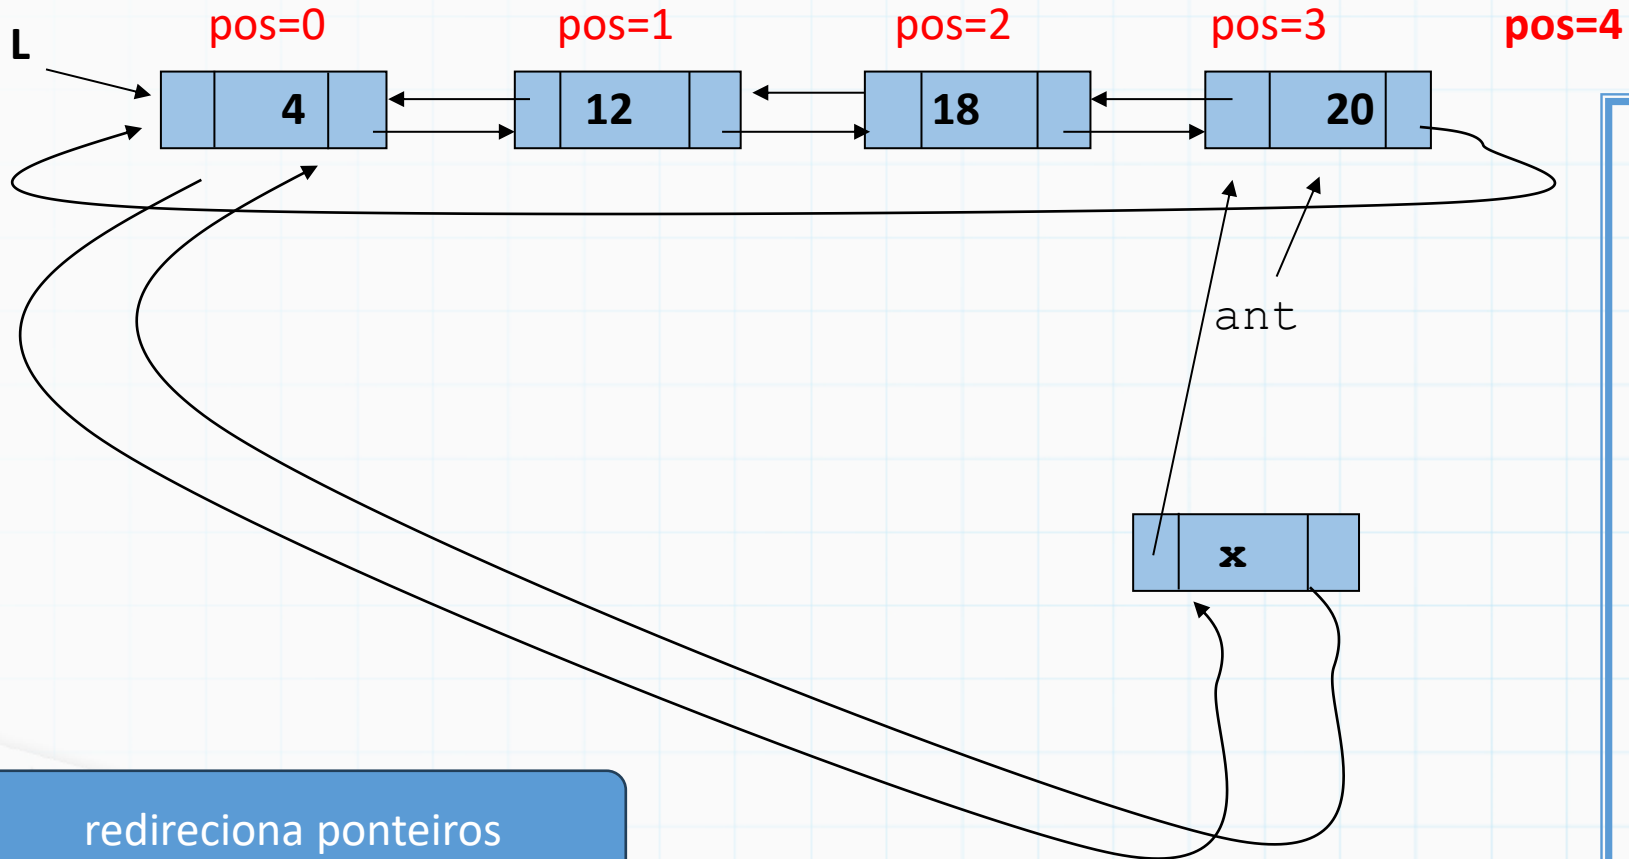 pos=0 pos=1 pos=2 pos=3 pos=4
L
4 12 18 20
ant
x
redireciona ponteiros